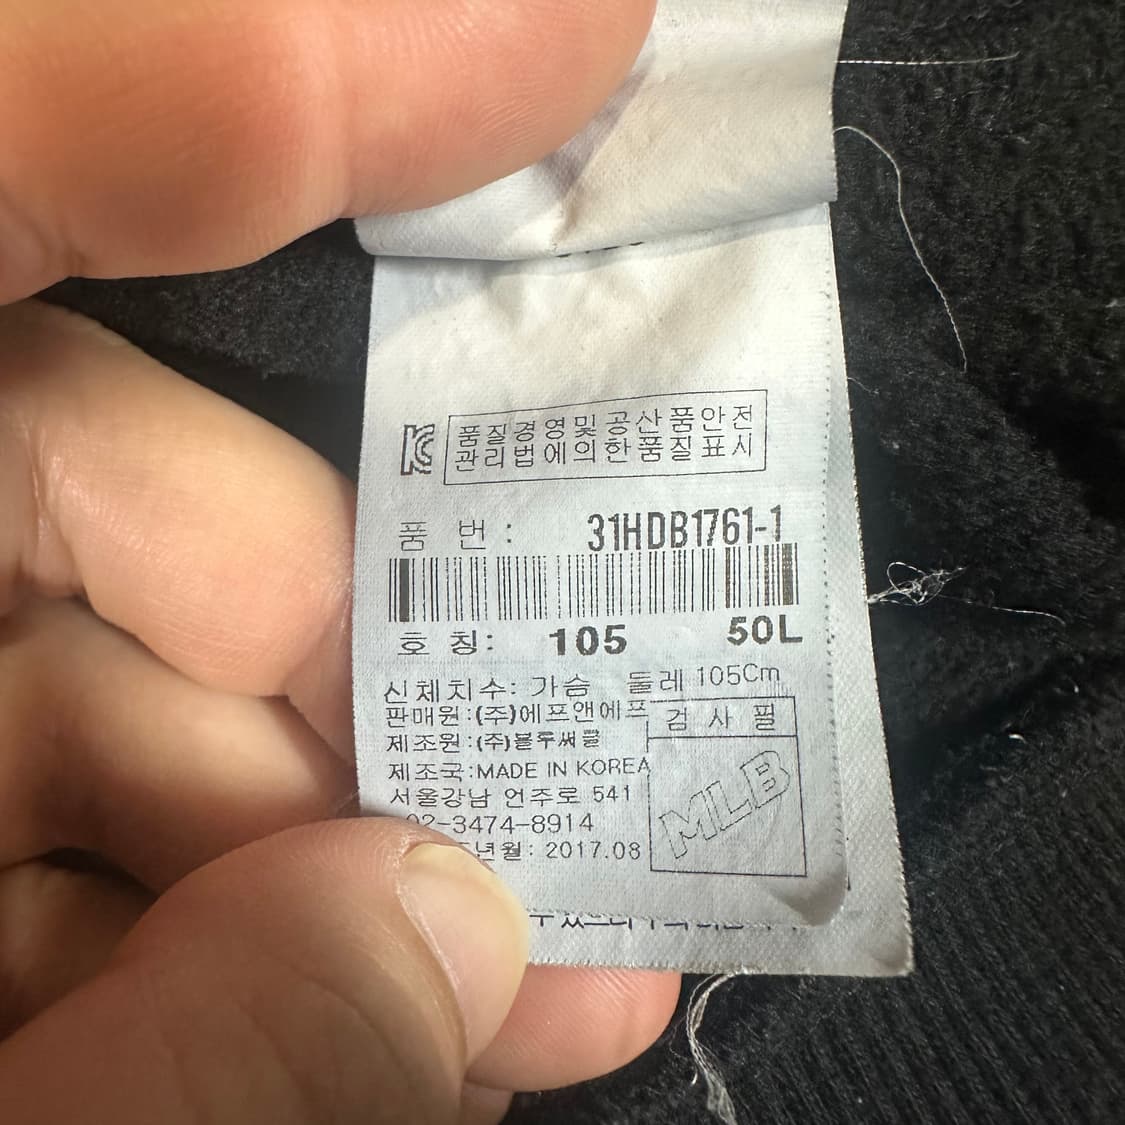 품질경영및공산품안전
관리법에의한품질표시
품 번 : 31HDB1761-1
호 칭: 105 50L
신체치수: 가슴 둘레 105Cm
판매원:(주)에프앤에프
제조원:(주)블루써클
제조국:MADE IN KOREA
서울강남 언주로 541
02-3474-8914
년월: 2017.08
검 사 필
MLB